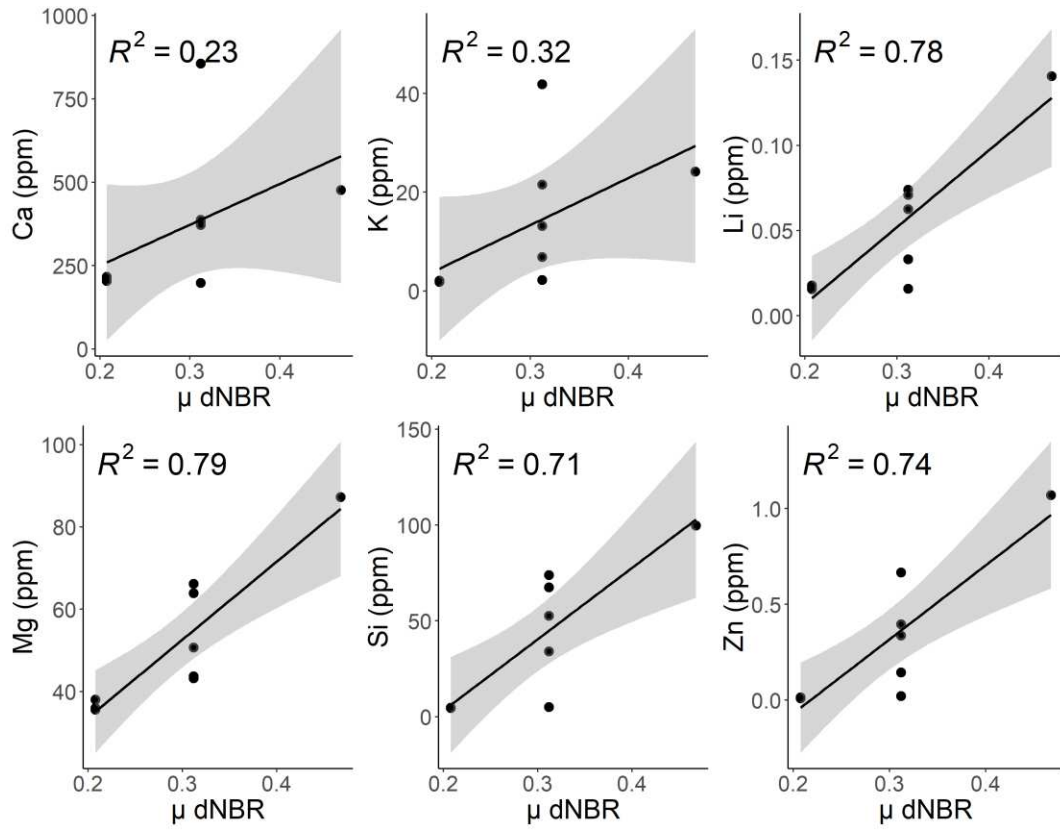 R² = 0.23
Ca (ppm)
1000
750
500
250
0
0.2 0.3 0.4
μ dNBR
R² = 0.32
K (ppm)
40
20
0
0.2 0.3 0.4
μ dNBR
R² = 0.78
Li (ppm)
0.15
0.10
0.05
0.00
0.2 0.3 0.4
μ dNBR
R² = 0.79
Mg (ppm)
100
80
60
40
0.2 0.3 0.4
μ dNBR
R² = 0.71
Si (ppm)
150
100
50
0
0.2 0.3 0.4
μ dNBR
R² = 0.74
Zn (ppm)
1.0
0.5
0.0
0.2 0.3 0.4
μ dNBR